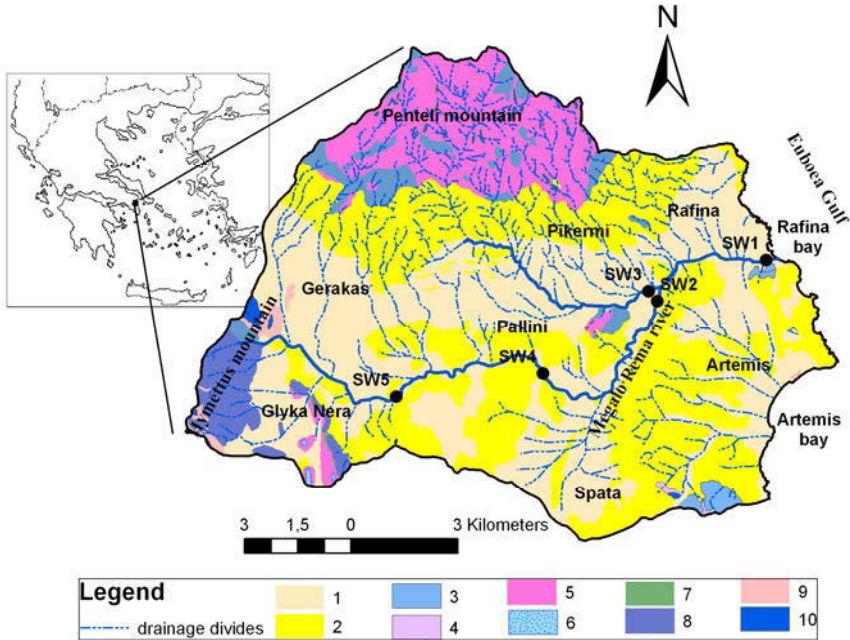 N
Penteli mountain
Euboea Gulf
Rafina
Rafina
bay
SW1
Pikermi
SW3
SW2
Gerakas
Hymettus mountain
Pallini
SW4
Megalo Rema river
Artemis
SW5
Glyka Nera
Artemis
bay
Spata
3 1,5 0 3 Kilometers
Legend
1 3 5 7 9
drainage divides 2 4 6 8 10